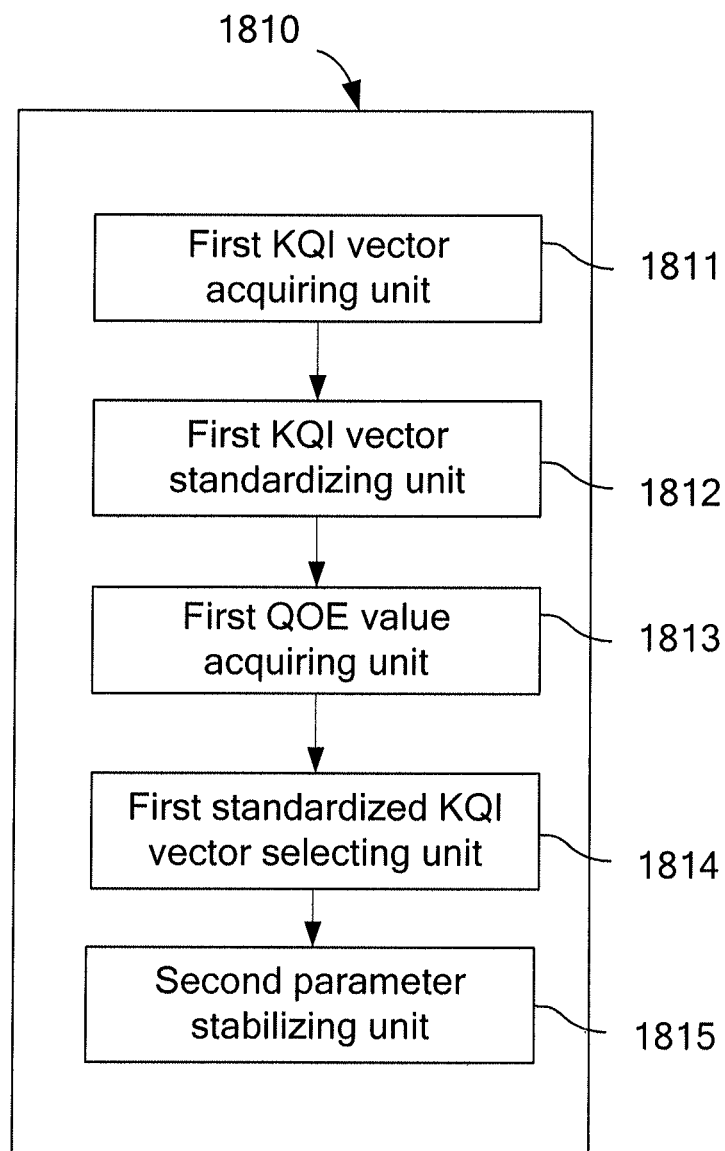 1810
First KQI vector
acquiring unit
1811
First KQI vector
standardizing unit
1812
First QOE value
acquiring unit
1813
First standardized KQI
vector selecting unit
1814
Second parameter
stabilizing unit
1815